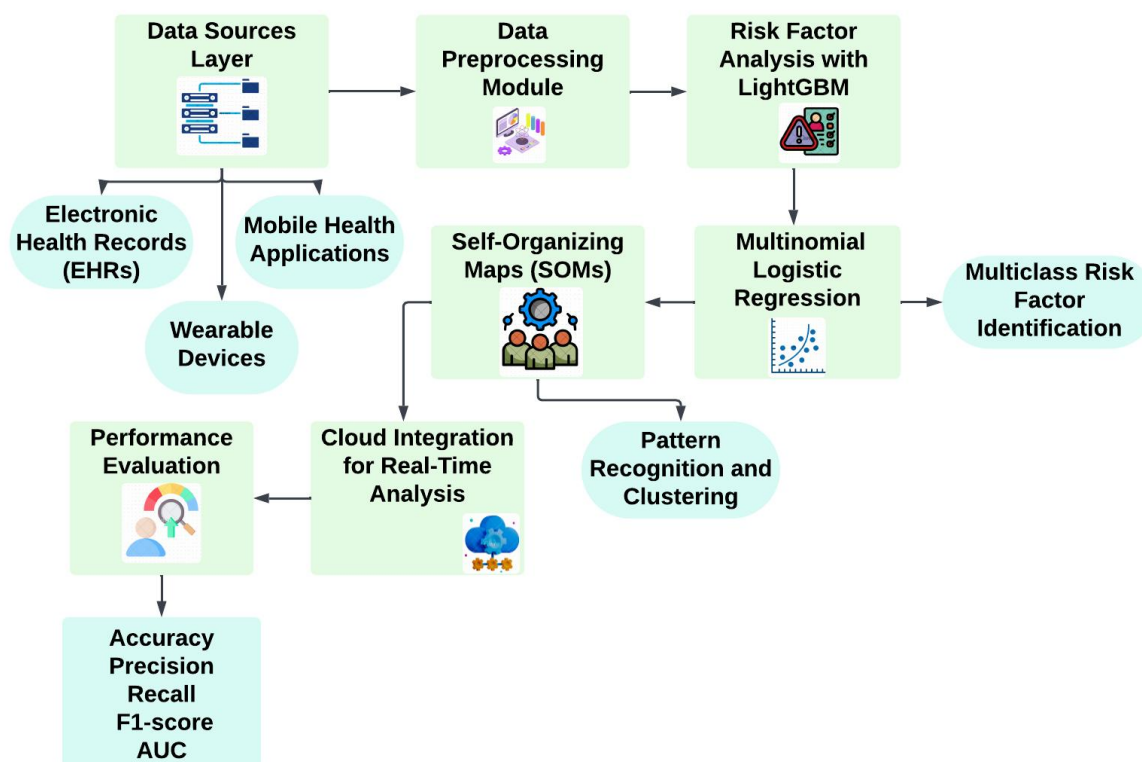 Data Sources
Layer
Data
Preprocessing
Module
Risk Factor
Analysis with
LightGBM
Electronic
Health Records
(EHRs)
Mobile Health
Applications
Wearable
Devices
Self-Organizing
Maps (SOMs)
Multinomial
Logistic
Regression
Multiclass Risk
Factor
Identification
Performance
Evaluation
Cloud Integration
for Real-Time
Analysis
Pattern
Recognition and
Clustering
Accuracy
Precision
Recall
F1-score
AUC